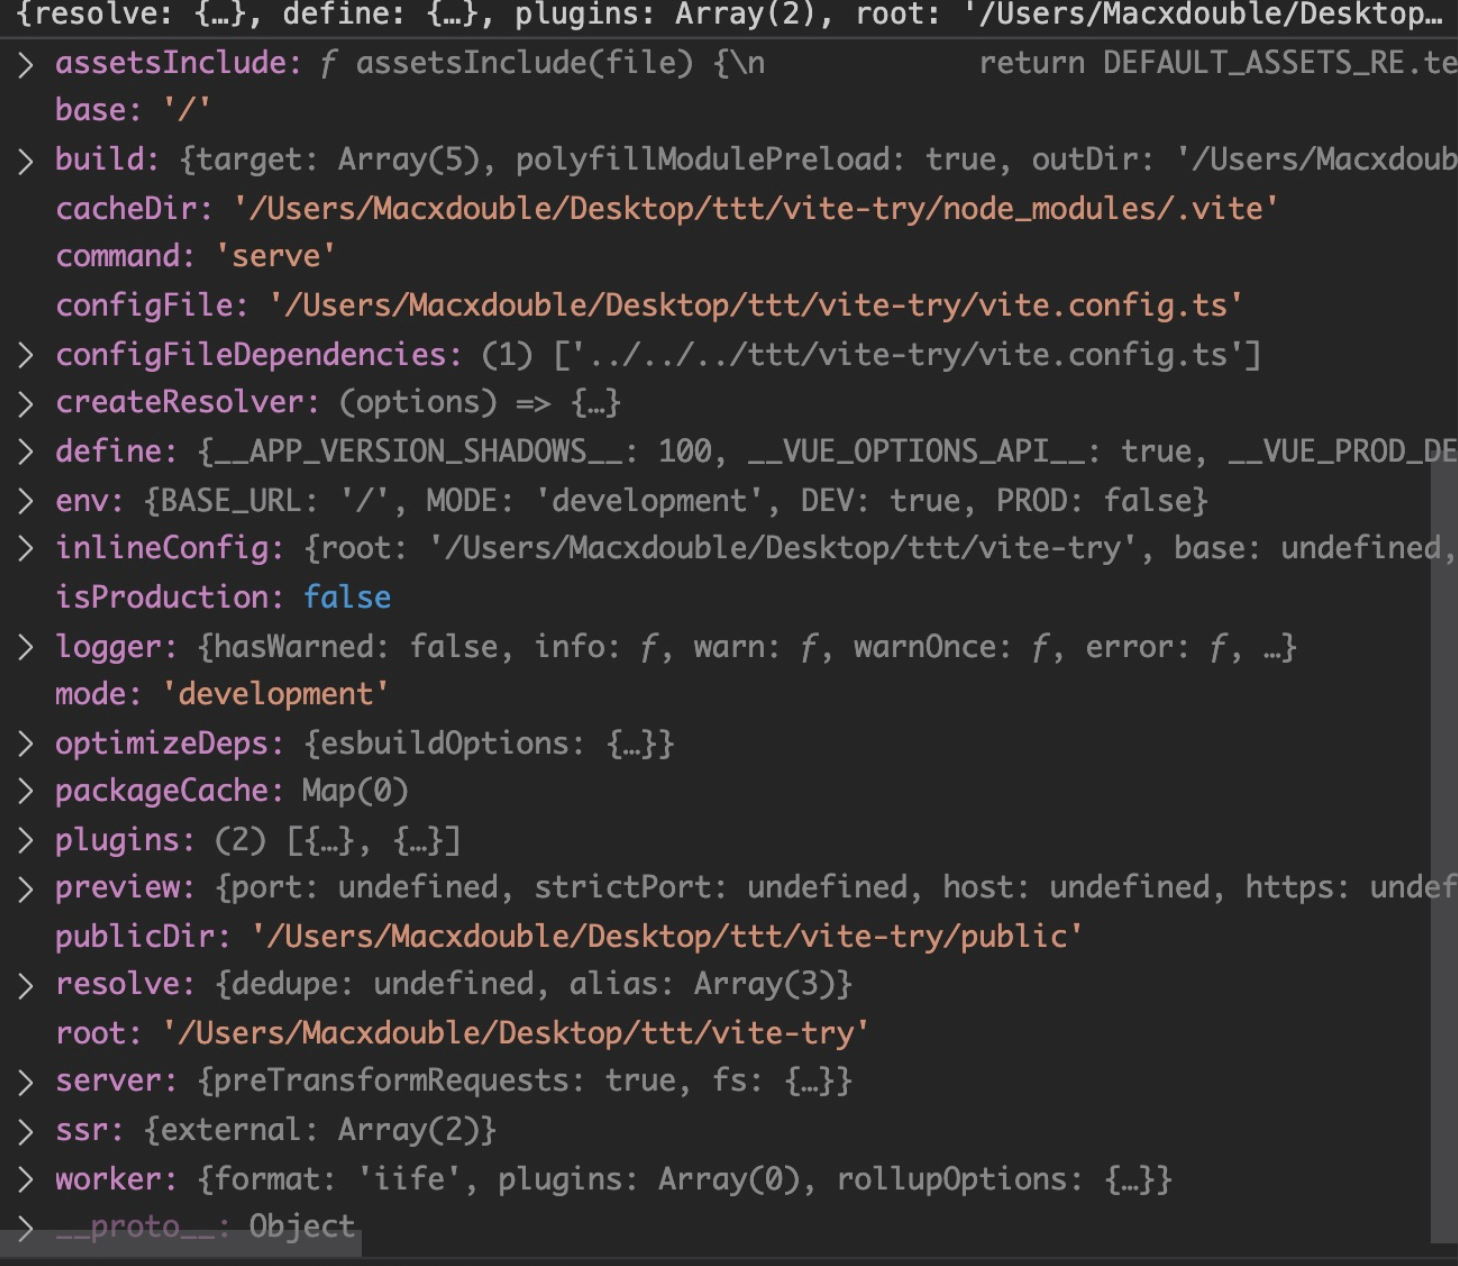 {resolve: {…}, define: {…}, plugins: Array(2), root: '/Users/Macxdouble/Desktop…
assetsInclude: ƒ assetsInclude(file) {\n return DEFAULT_ASSETS_RE.te
base: '/'
build: {target: Array(5), polyfillModulePreload: true, outDir: '/Users/Macxdoub
cacheDir: '/Users/Macxdouble/Desktop/ttt/vite-try/node_modules/.vite'
command: 'serve'
configFile: '/Users/Macxdouble/Desktop/ttt/vite-try/vite.config.ts'
configFileDependencies: (1) ['../../../ttt/vite-try/vite.config.ts']
createResolver: (options) => {…}
define: {__APP_VERSION_SHADOWS__: 100, __VUE_OPTIONS_API__: true, __VUE_PROD_DE
env: {BASE_URL: '/', MODE: 'development', DEV: true, PROD: false}
inlineConfig: {root: '/Users/Macxdouble/Desktop/ttt/vite-try', base: undefined,
isProduction: false
logger: {hasWarned: false, info: ƒ, warn: ƒ, warnOnce: ƒ, error: ƒ, …}
mode: 'development'
optimizeDeps: {esbuildOptions: {…}}
packageCache: Map(0)
plugins: (2) [{…}, {…}]
preview: {port: undefined, strictPort: undefined, host: undefined, https: undef
publicDir: '/Users/Macxdouble/Desktop/ttt/vite-try/public'
resolve: {dedupe: undefined, alias: Array(3)}
root: '/Users/Macxdouble/Desktop/ttt/vite-try'
server: {preTransformRequests: true, fs: {…}}
ssr: {external: Array(2)}
worker: {format: 'iife', plugins: Array(0), rollupOptions: {…}}
__proto__: Object